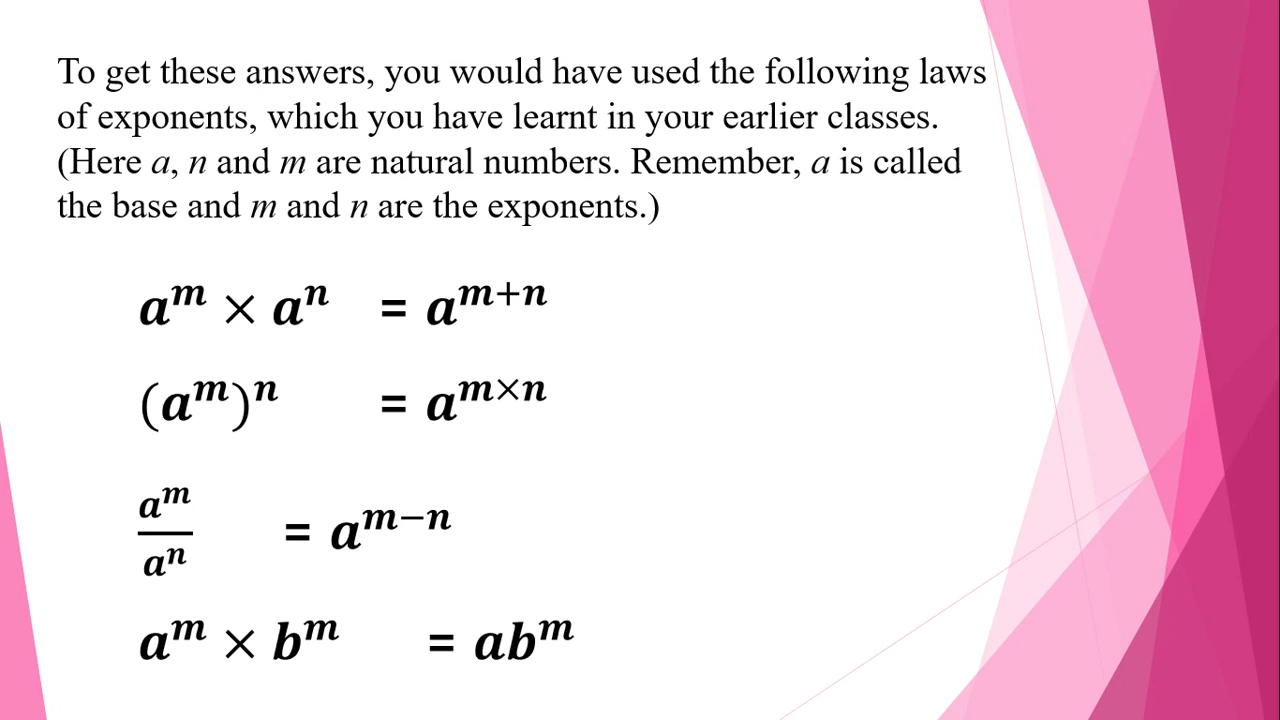 To get these answers, you would have used the following laws
of exponents, which you have learnt in your earlier classes.
(Here a, n and m are natural numbers. Remember, a is called
the base and m and n are the exponents.)
a^m × a^n = a^{m+n}
(a^m)^n = a^{m×n}
\frac{a^m}{a^n} = a^{m−n}
a^m × b^m = ab^m